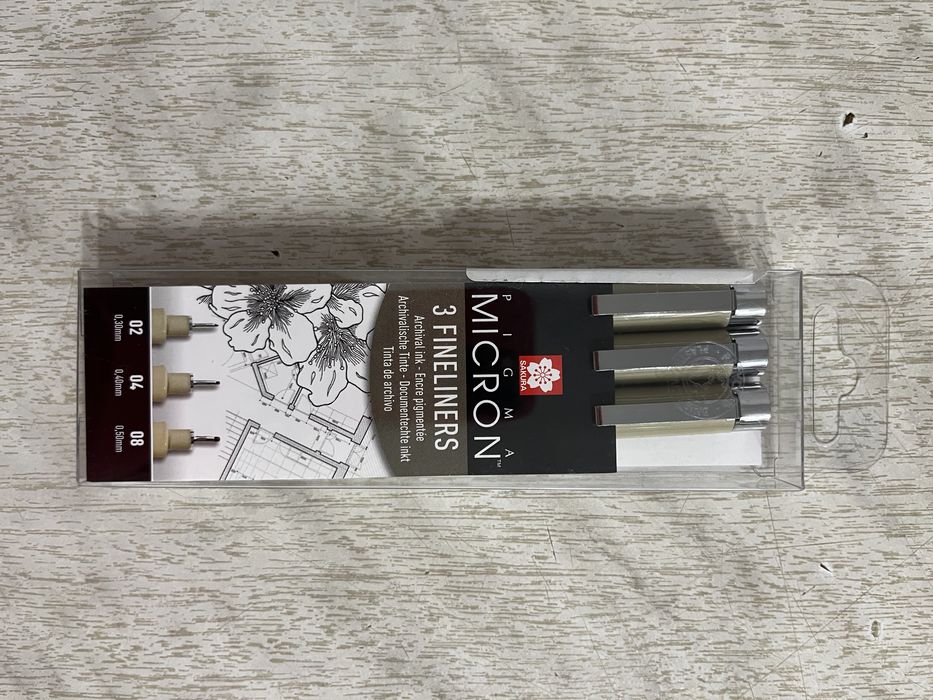 SAKURA
PIGMA
MICRON™
3 FINELINERS
Archival ink - Encre pigmentée
Archivalische Tinte - Documentechte inkt
Tinta de archivo
02 04 08
0,30mm 0,40mm 0,50mm